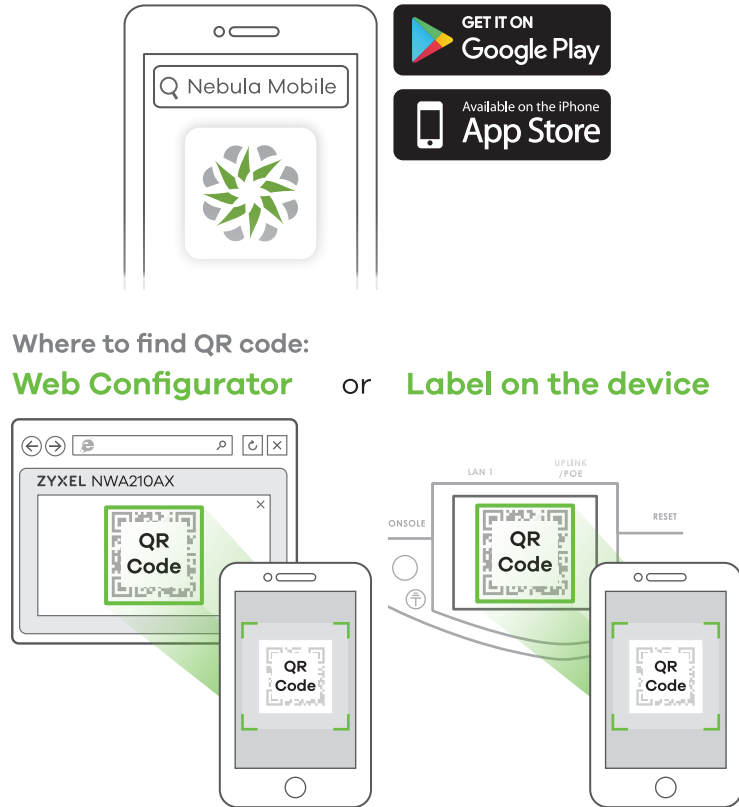 Nebula Mobile
GET IT ON
Google Play
Available on the iPhone
App Store
Where to find QR code:
Web Configurator or Label on the device
ZYXEL NWA210AX
QR
Code
QR
Code
LAN 1
UPLINK
/POE
ONSOLE
RESET
QR
Code
QR
Code